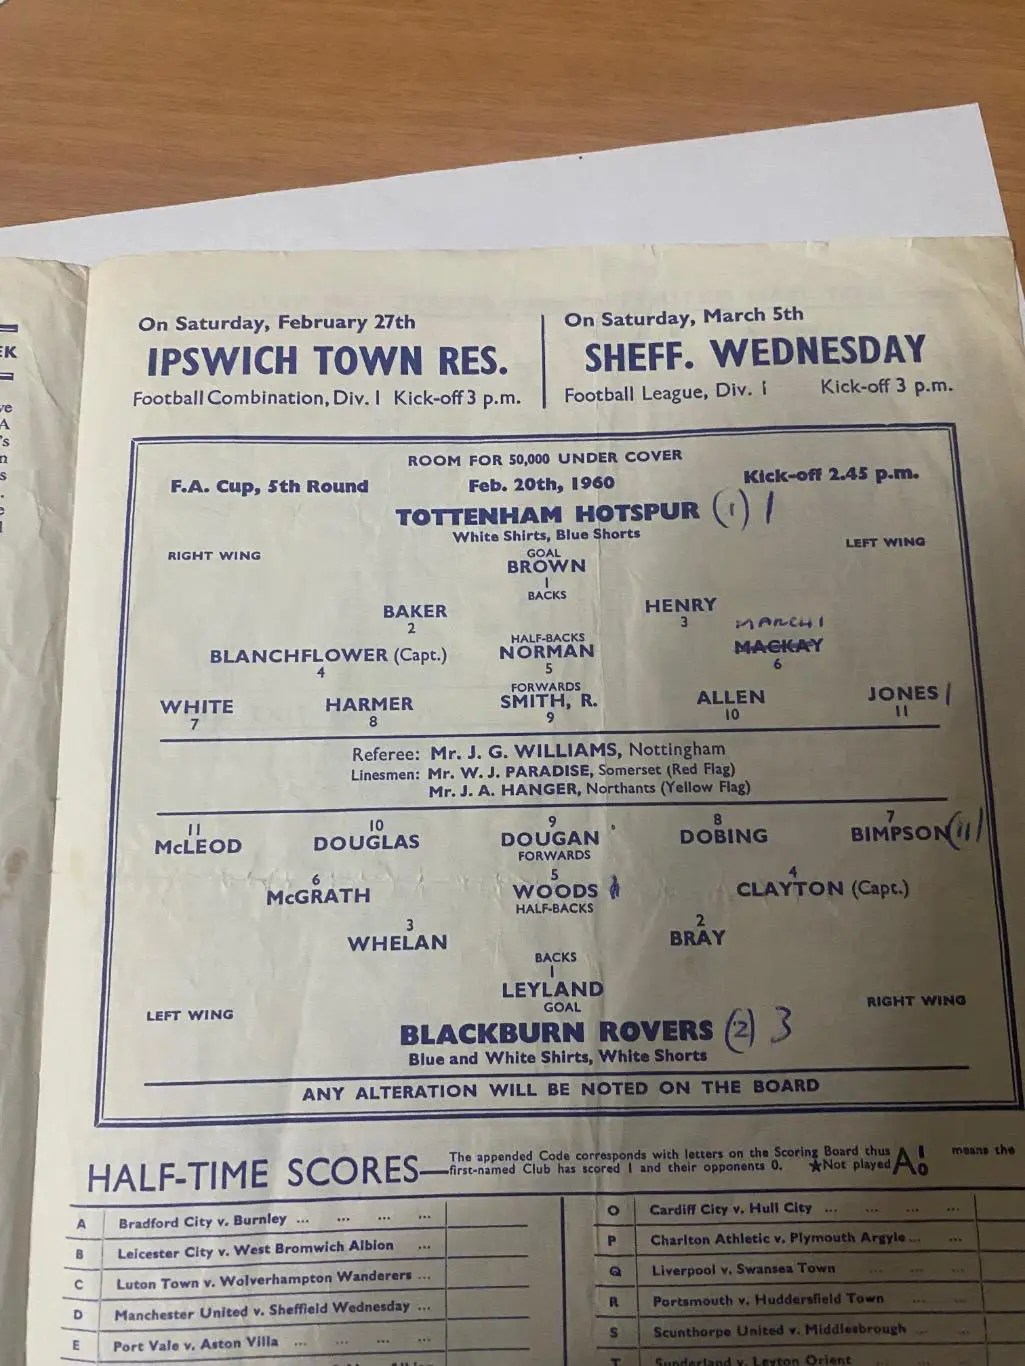 On Saturday, February 27th
IPSWICH TOWN RES.
Football Combination, Div. I Kick-off 3 p.m.
On Saturday, March 5th
SHEFF. WEDNESDAY
Football League, Div. I Kick-off 3 p.m.
EK
ve
A
's
n
s
.
e
d
ROOM FOR 50,000 UNDER COVER
F.A. Cup, 5th Round Feb. 20th, 1960 Kick-off 2.45 p.m.
TOTTENHAM HOTSPUR (1) 1
White Shirts, Blue Shorts
RIGHT WING GOAL LEFT WING
BROWN
1
BACKS
BAKER HENRY
2 3
MARCHI
HALF-BACKS
BLANCHFLOWER (Capt.) NORMAN MACKAY
4 5 6
FORWARDS
WHITE HARMER SMITH, R. ALLEN JONES 1
7 8 9 10 11
Referee: Mr. J. G. WILLIAMS, Nottingham
Linesmen: Mr. W. J. PARADISE, Somerset (Red Flag)
Mr. J. A. HANGER, Northants (Yellow Flag)
11 10 9 8 7
McLEOD DOUGLAS DOUGAN DOBING BIMPSON (11)
FORWARDS
6 5 4
McGRATH WOODS CLAYTON (Capt.)
HALF-BACKS
3 2
WHELAN BRAY
BACKS
1
LEYLAND
LEFT WING GOAL RIGHT WING
BLACKBURN ROVERS (2) 3
Blue and White Shirts, White Shorts
ANY ALTERATION WILL BE NOTED ON THE BOARD
HALF-TIME SCORES—The appended Code corresponds with letters on the Scoring Board thus A 1 0 means the
first-named Club has scored 1 and their opponents 0. ★Not played
A Bradford City v. Burnley ... ... ... ...
B Leicester City v. West Bromwich Albion ...
C Luton Town v. Wolverhampton Wanderers ...
D Manchester United v. Sheffield Wednesday ...
E Port Vale v. Aston Villa ... ... ... ...
O Cardiff City v. Hull City ... ... ... ...
P Charlton Athletic v. Plymouth Argyle ... ...
Q Liverpool v. Swansea Town ... ... ...
R Portsmouth v. Huddersfield Town ... ...
S Scunthorpe United v. Middlesbrough ... ...
T Sunderland v. Leyton Orient ...